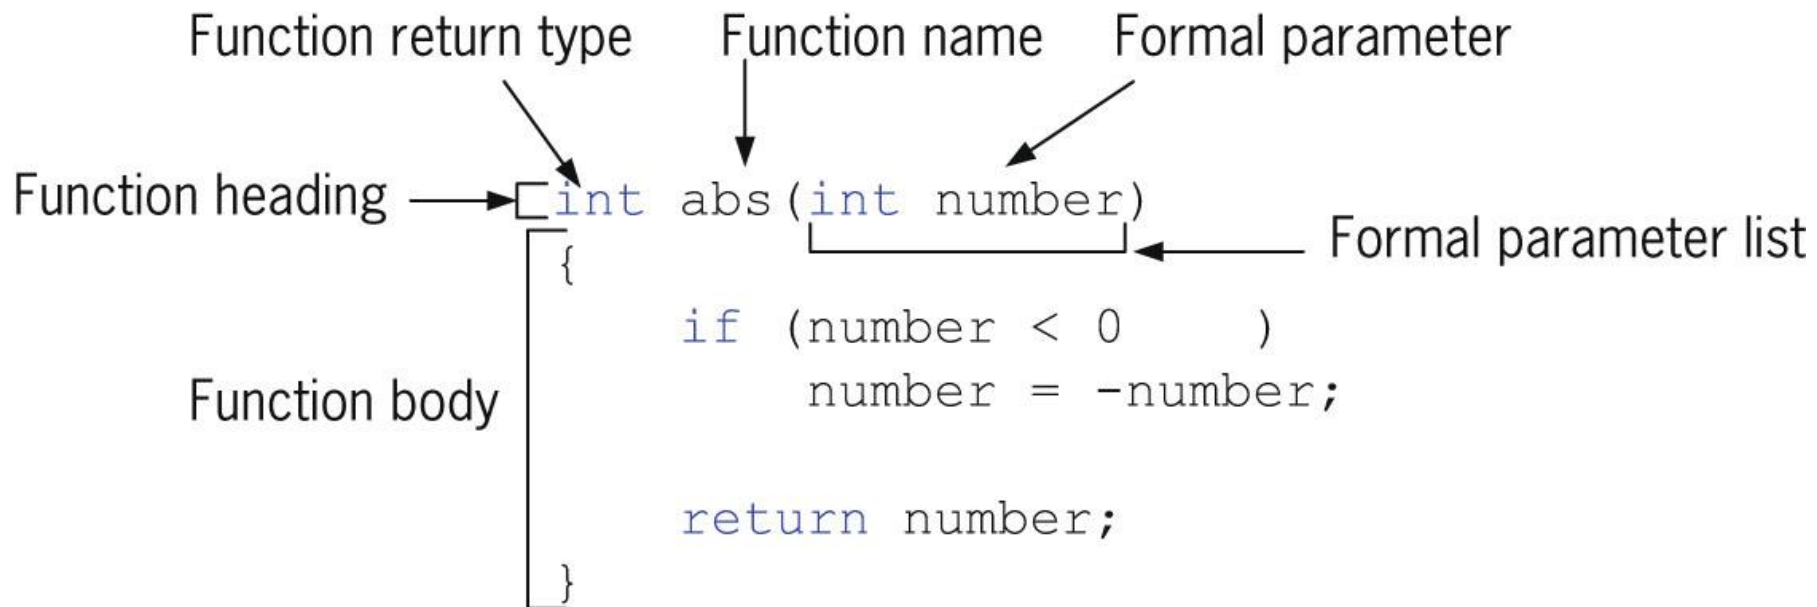 Function return type Function name Formal parameter
Function heading int abs(int number)
Formal parameter list
{
if (number < 0    )
Function body number = -number;
return number;
}